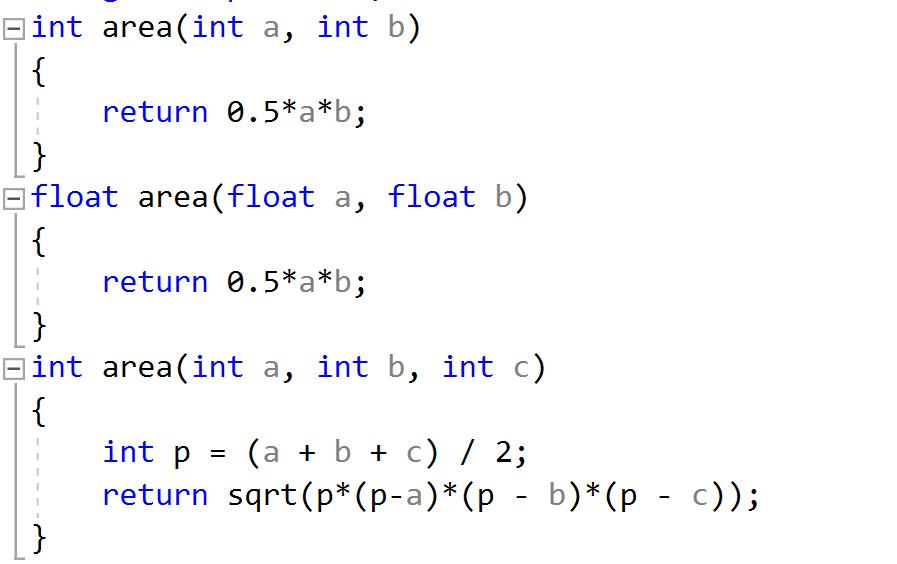 int area(int a, int b)
{
    return 0.5*a*b;
}
float area(float a, float b)
{
    return 0.5*a*b;
}
int area(int a, int b, int c)
{
    int p = (a + b + c) / 2;
    return sqrt(p*(p-a)*(p - b)*(p - c));
}